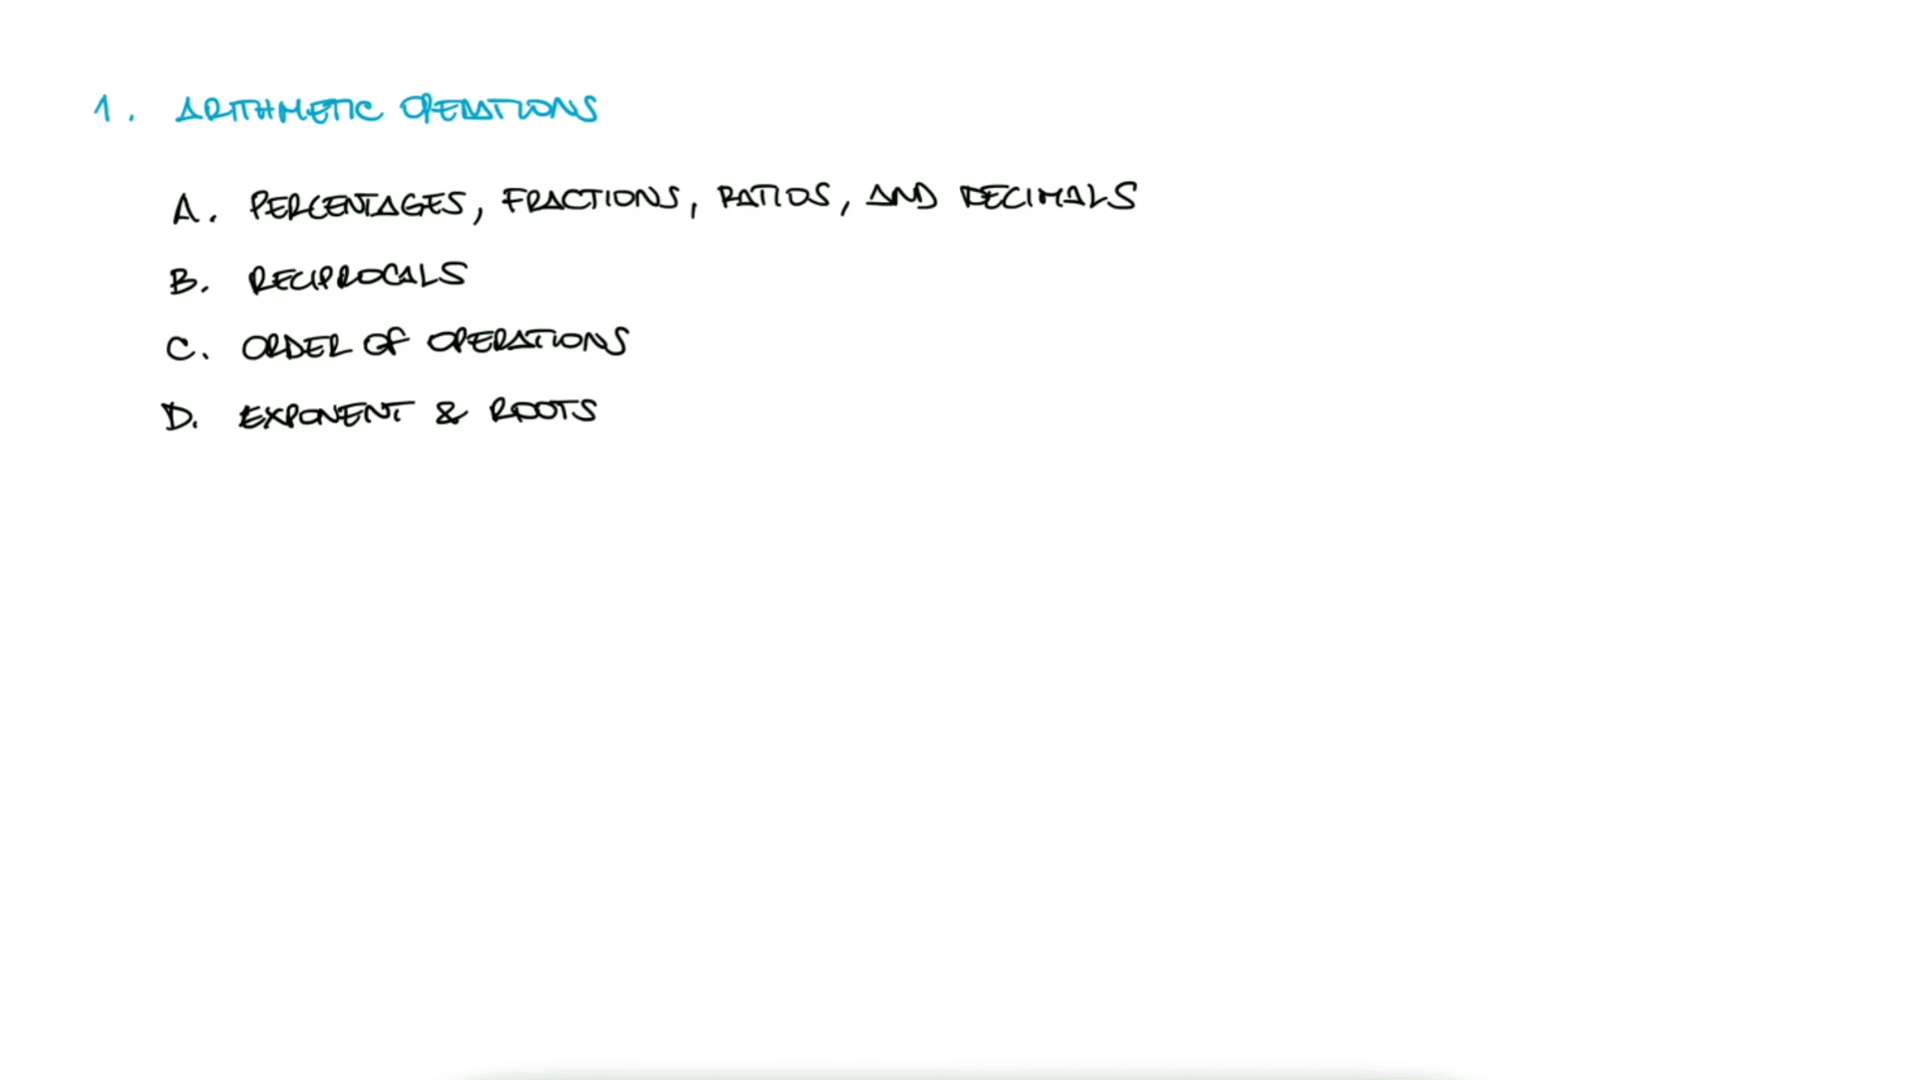 1. ARITHMETIC OPERATIONS
A. PERCENTAGES, FRACTIONS, RATIOS, AND DECIMALS
B. RECIPROCALS
C. ORDER OF OPERATIONS
D. EXPONENT & ROOTS